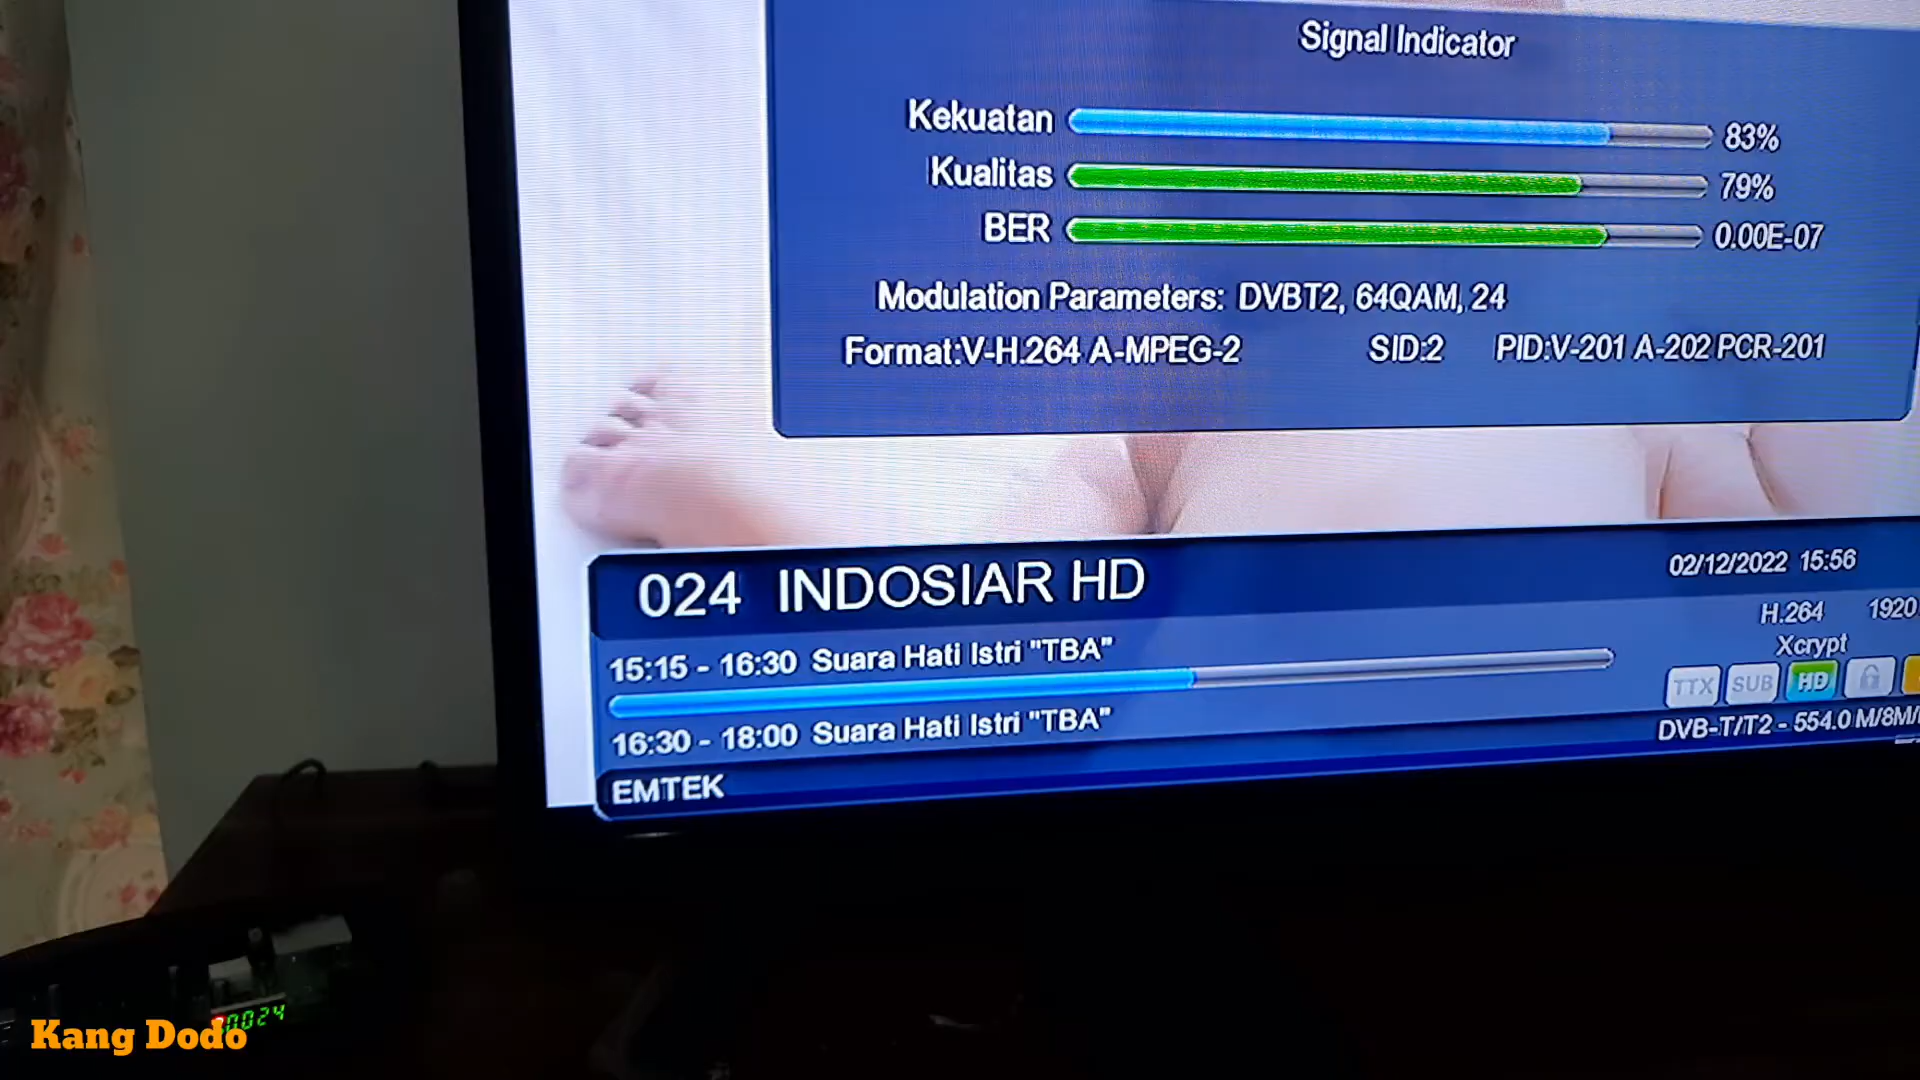 Signal Indicator
Kekuatan 83%
Kualitas 79%
BER 0.00E-07
Modulation Parameters: DVBT2, 64QAM, 24
Format:V-H.264 A-MPEG-2 SID:2 PID:V-201 A-202 PCR-201
024 INDOSIAR HD
02/12/2022 15:56
H.264 1920
15:15 - 16:30 Suara Hati Istri "TBA"
Xcrypt
TTX SUB HD
16:30 - 18:00 Suara Hati Istri "TBA"
DVB-T/T2 - 554.0 M/8M/
EMTEK
0024
Kang Dodo